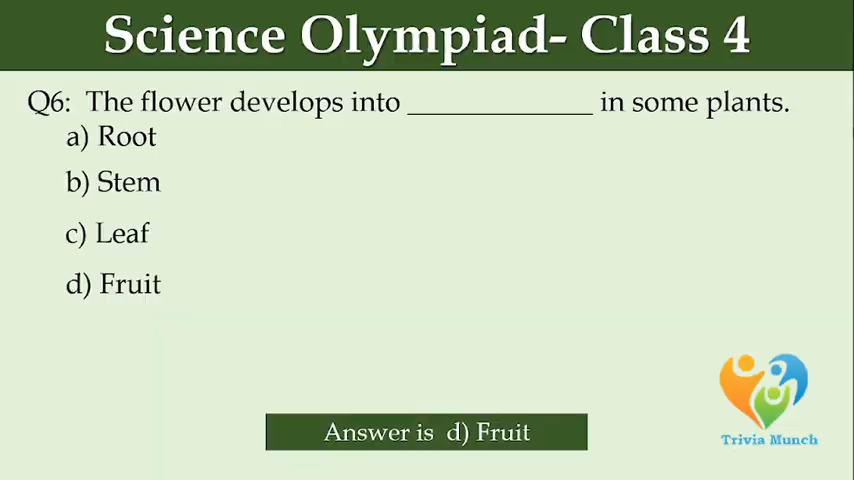 Science Olympiad- Class 4
Q6: The flower develops into _____________ in some plants.
a) Root
b) Stem
c) Leaf
d) Fruit
Answer is d) Fruit
Trivia Munch